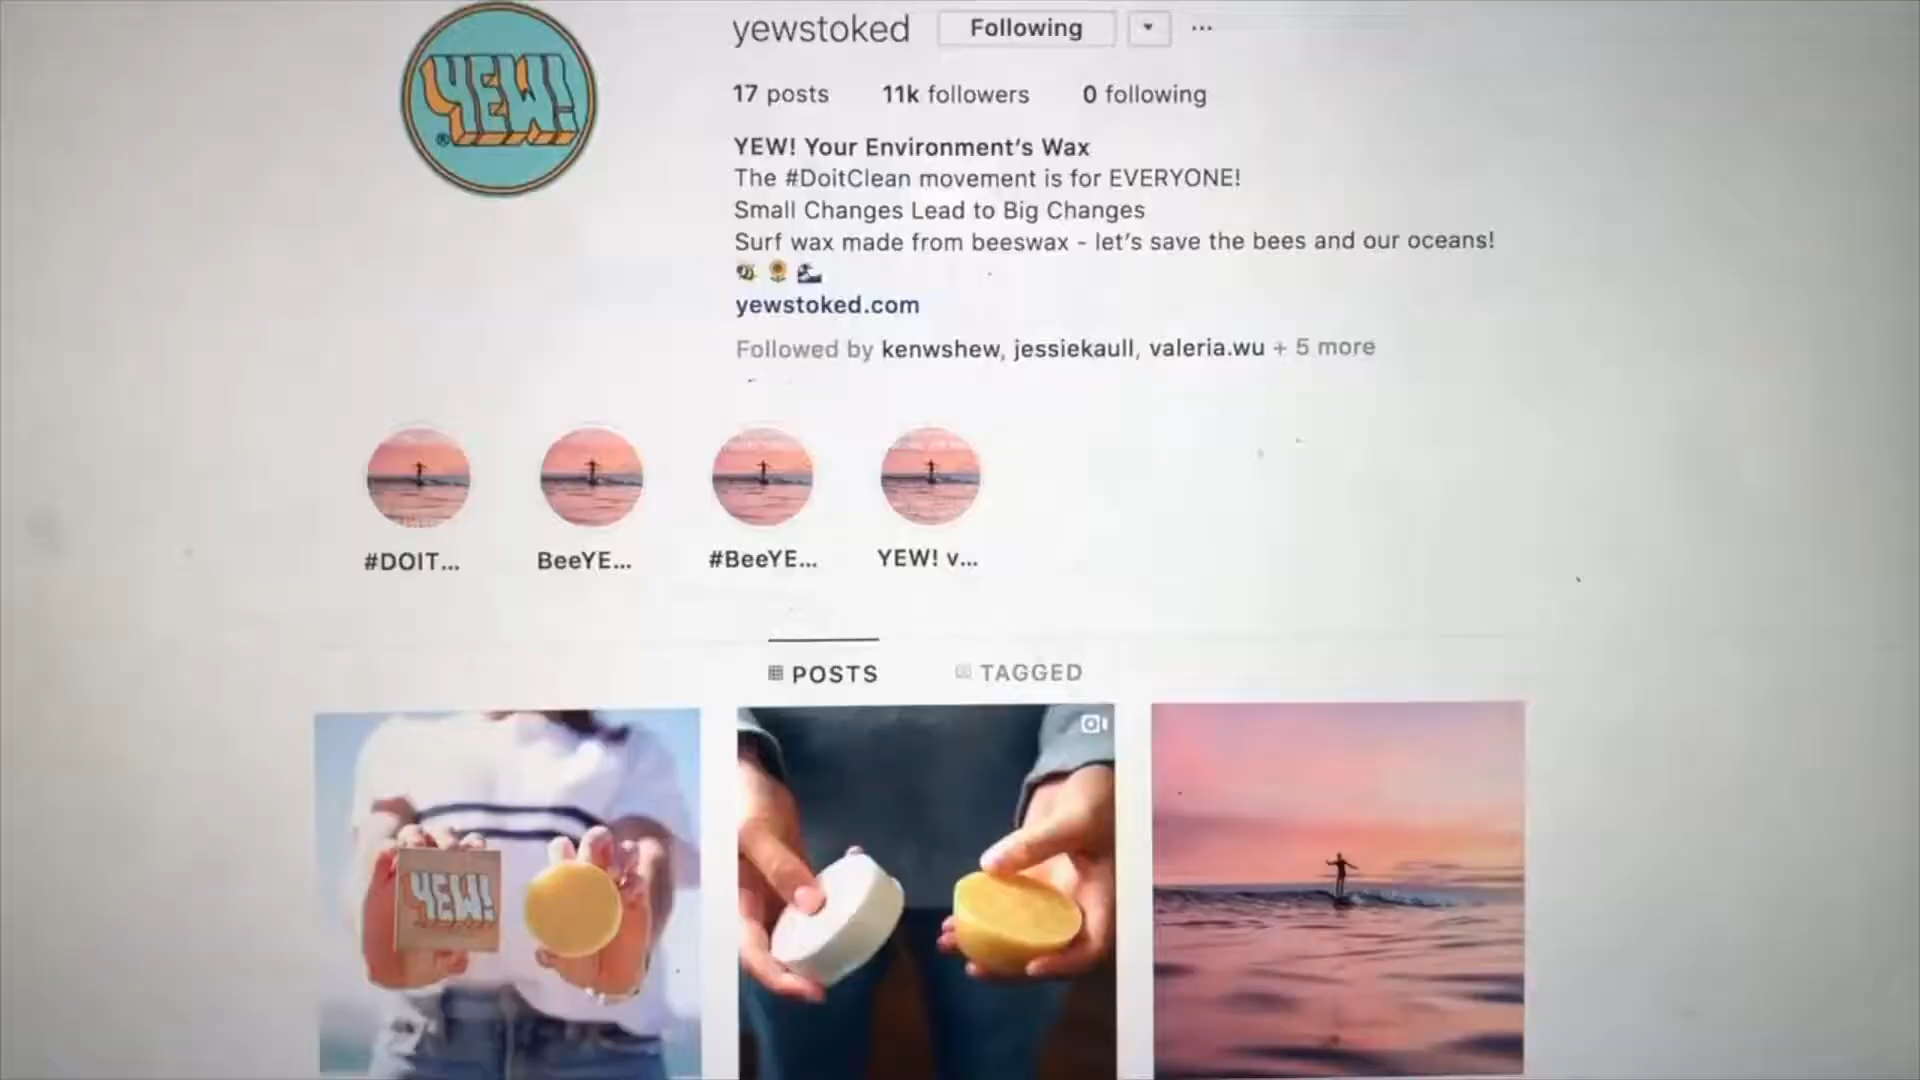 YEW!
®
yewstoked Following ...
17 posts 11k followers 0 following
YEW! Your Environment's Wax
The #DoitClean movement is for EVERYONE!
Small Changes Lead to Big Changes
Surf wax made from beeswax - let's save the bees and our oceans!
yewstoked.com
Followed by kenwshew, jessiekaull, valeria.wu + 5 more
#DOIT... BeeYE... #BeeYE... YEW! v...
POSTS TAGGED
YEW!